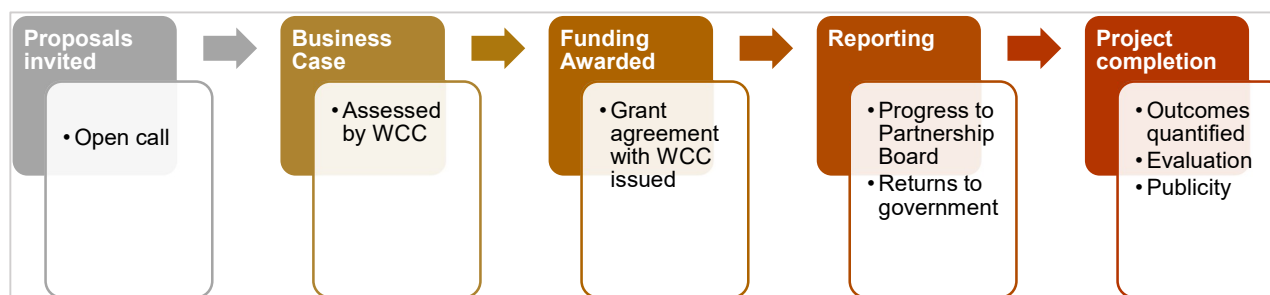 Proposals
invited
• Open call
Business
Case
• Assessed
by WCC
Funding
Awarded
• Grant
agreement
with WCC
issued
Reporting
• Progress to
Partnership
Board
• Returns to
government
Project
completion
• Outcomes
quantified
• Evaluation
• Publicity